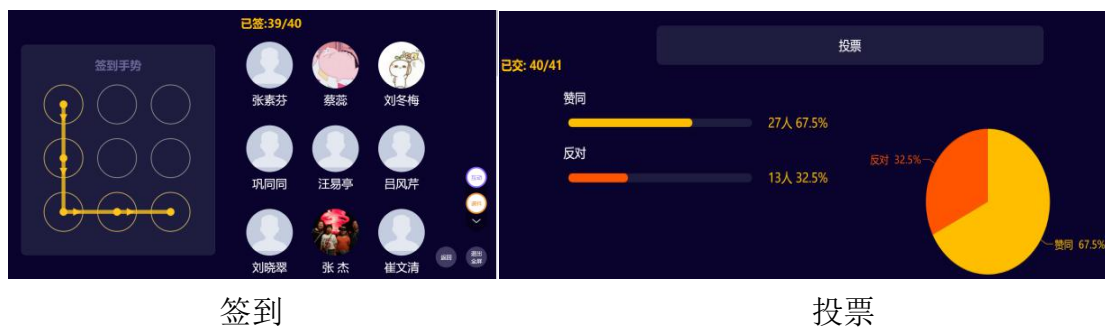 已签:39/40
签到手势
张素芬 蔡蕊 刘冬梅
巩同同 汪易亭 吕风芹
刘晓翠 张 杰 崔文清
返回 退出全屏
投票
已交: 40/41
赞同
27人 67.5%
反对
13人 32.5%
反对 32.5%
赞同 67.5%
签到
投票